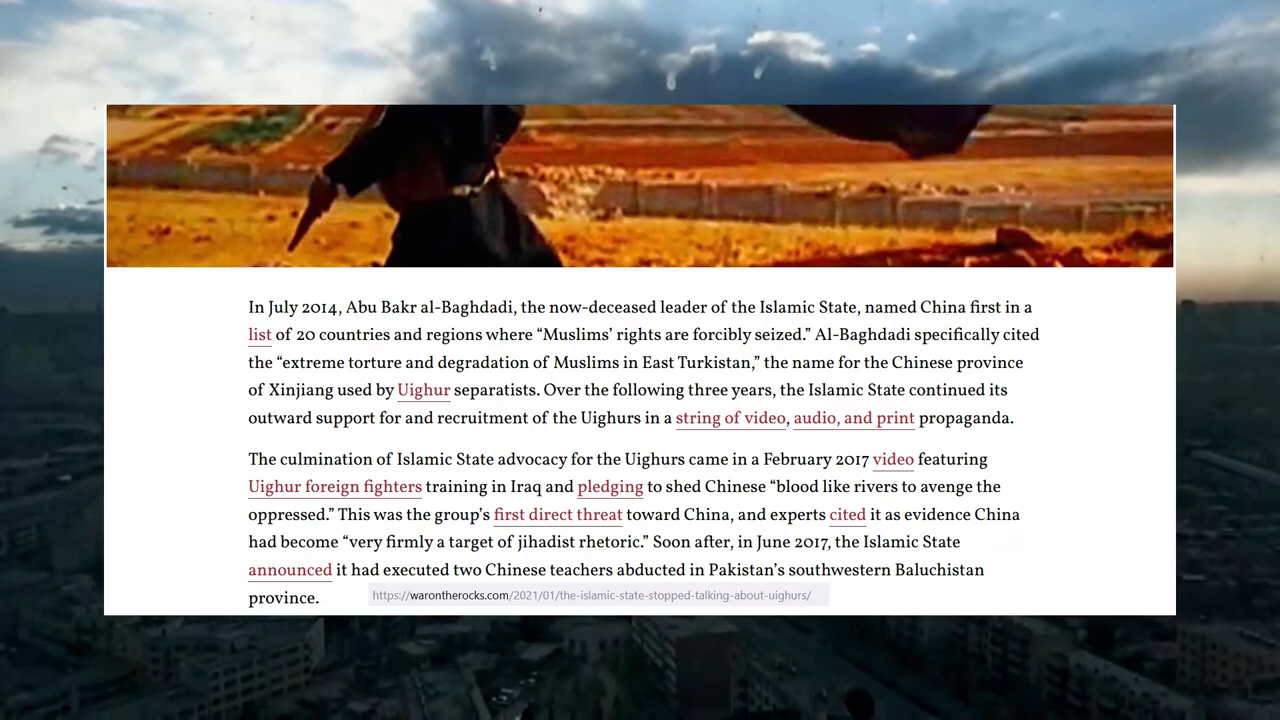 In July 2014, Abu Bakr al-Baghdadi, the now-deceased leader of the Islamic State, named China first in a
list of 20 countries and regions where “Muslims’ rights are forcibly seized.” Al-Baghdadi specifically cited
the “extreme torture and degradation of Muslims in East Turkistan,” the name for the Chinese province
of Xinjiang used by Uighur separatists. Over the following three years, the Islamic State continued its
outward support for and recruitment of the Uighurs in a string of video, audio, and print propaganda.
The culmination of Islamic State advocacy for the Uighurs came in a February 2017 video featuring
Uighur foreign fighters training in Iraq and pledging to shed Chinese “blood like rivers to avenge the
oppressed.” This was the group’s first direct threat toward China, and experts cited it as evidence China
had become “very firmly a target of jihadist rhetoric.” Soon after, in June 2017, the Islamic State
announced it had executed two Chinese teachers abducted in Pakistan’s southwestern Baluchistan
province.
https://warontherocks.com/2021/01/the-islamic-state-stopped-talking-about-uighurs/